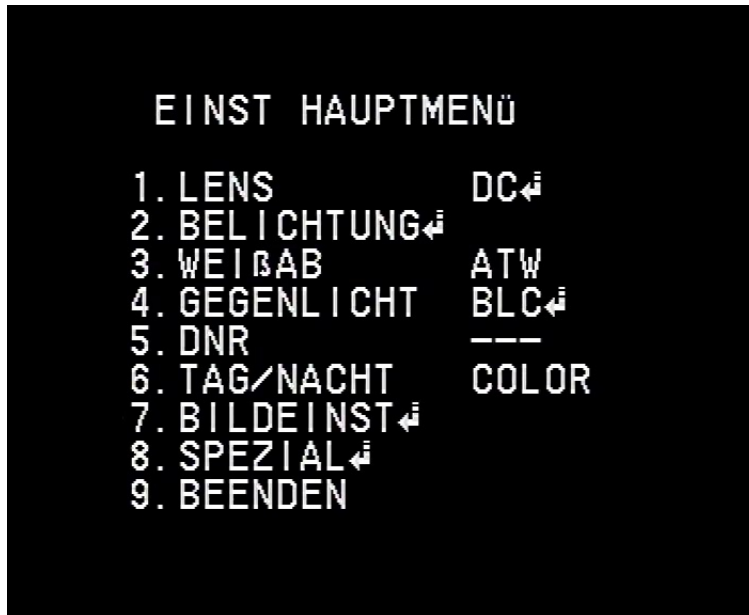 EINST HAUPTMENü
1. LENS DC↲
2. BELICHTUNG↲
3. WEIßAB ATW
4. GEGENLICHT BLC↲
5. DNR ---
6. TAG/NACHT COLOR
7. BILDEINST↲
8. SPEZIAL↲
9. BEENDEN